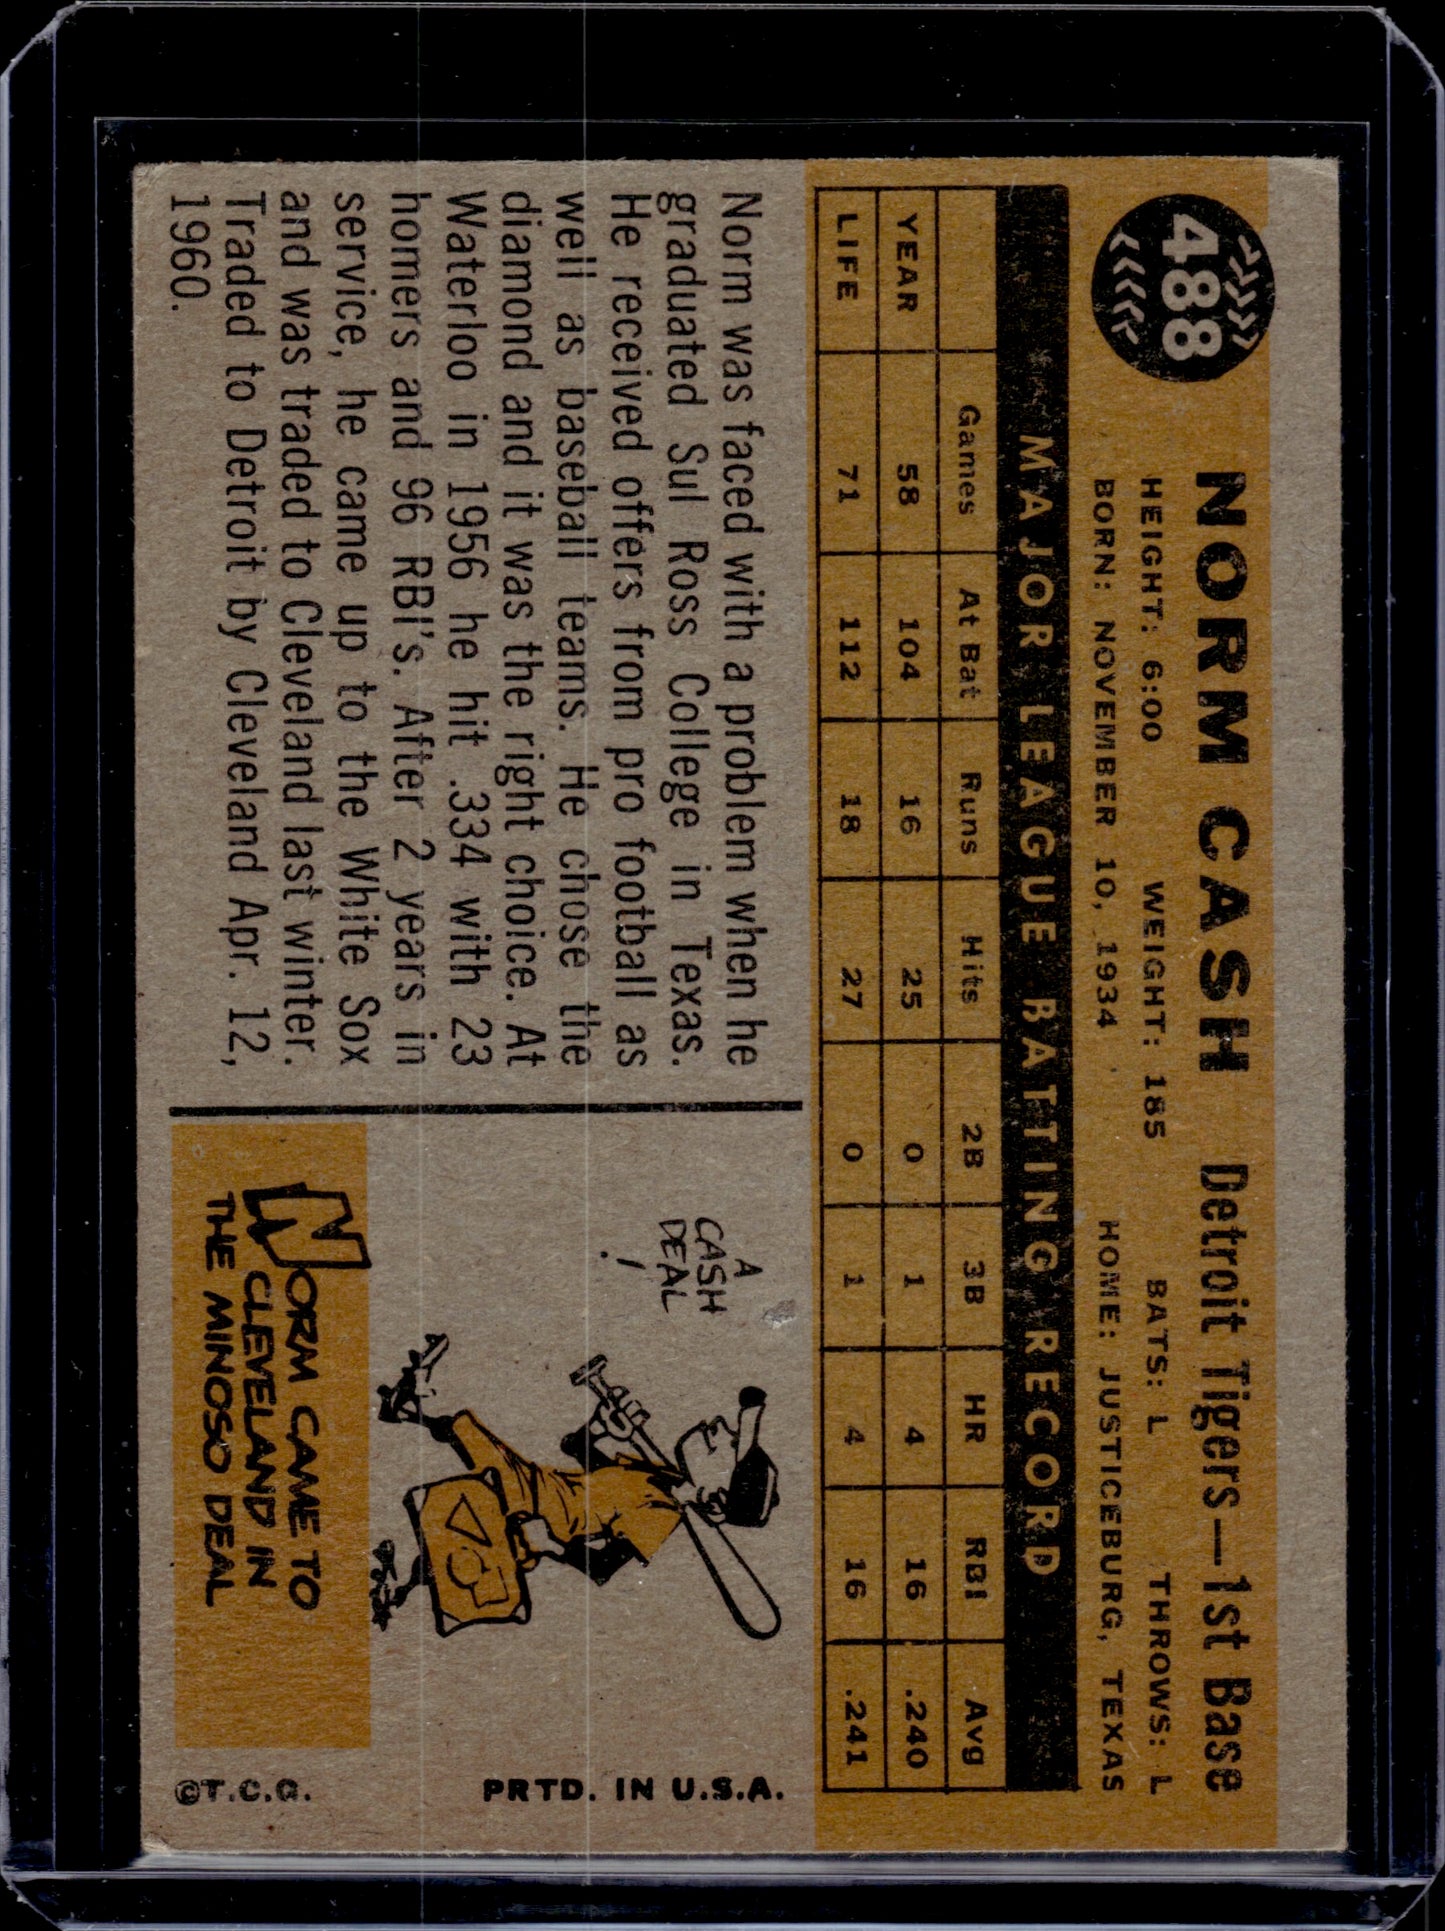 488
NORM CASH Detroit Tigers—1st Base
HEIGHT: 6:00 WEIGHT: 185 BATS: L THROWS: L
BORN: NOVEMBER 10, 1934 HOME: JUSTICEBURG, TEXAS
MAJOR LEAGUE BATTING RECORD
Games At Bat Runs Hits 2B 3B HR RBI Avg
YEAR 58 104 16 25 0 1 4 16 .240
LIFE 71 112 18 27 0 1 4 16 .241
Norm was faced with a problem when he
graduated Sul Ross College in Texas.
He received offers from pro football as
well as baseball teams. He chose the
diamond and it was the right choice. At
Waterloo in 1956 he hit .334 with 23
homers and 96 RBI's. After 2 years in
service, he came up to the White Sox
and was traded to Cleveland last winter.
Traded to Detroit by Cleveland Apr. 12,
1960.
A
CASH
DEAL
!
NORM CAME TO
CLEVELAND IN
THE MINOSO DEAL
PRTD. IN U.S.A.
©T.C.G.